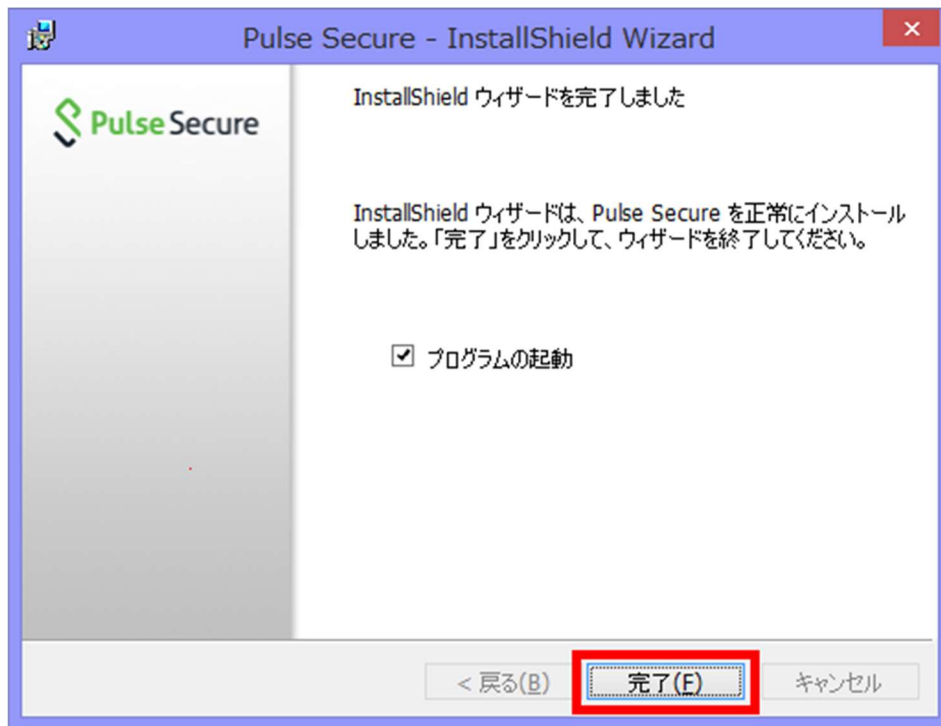 Pulse Secure - InstallShield Wizard
Pulse Secure
InstallShield ウィザードを完了しました
InstallShield ウィザードは、Pulse Secure を正常にインストール
しました。「完了」をクリックして、ウィザードを終了してください。
プログラムの起動
< 戻る(B)
完了(F)
キャンセル